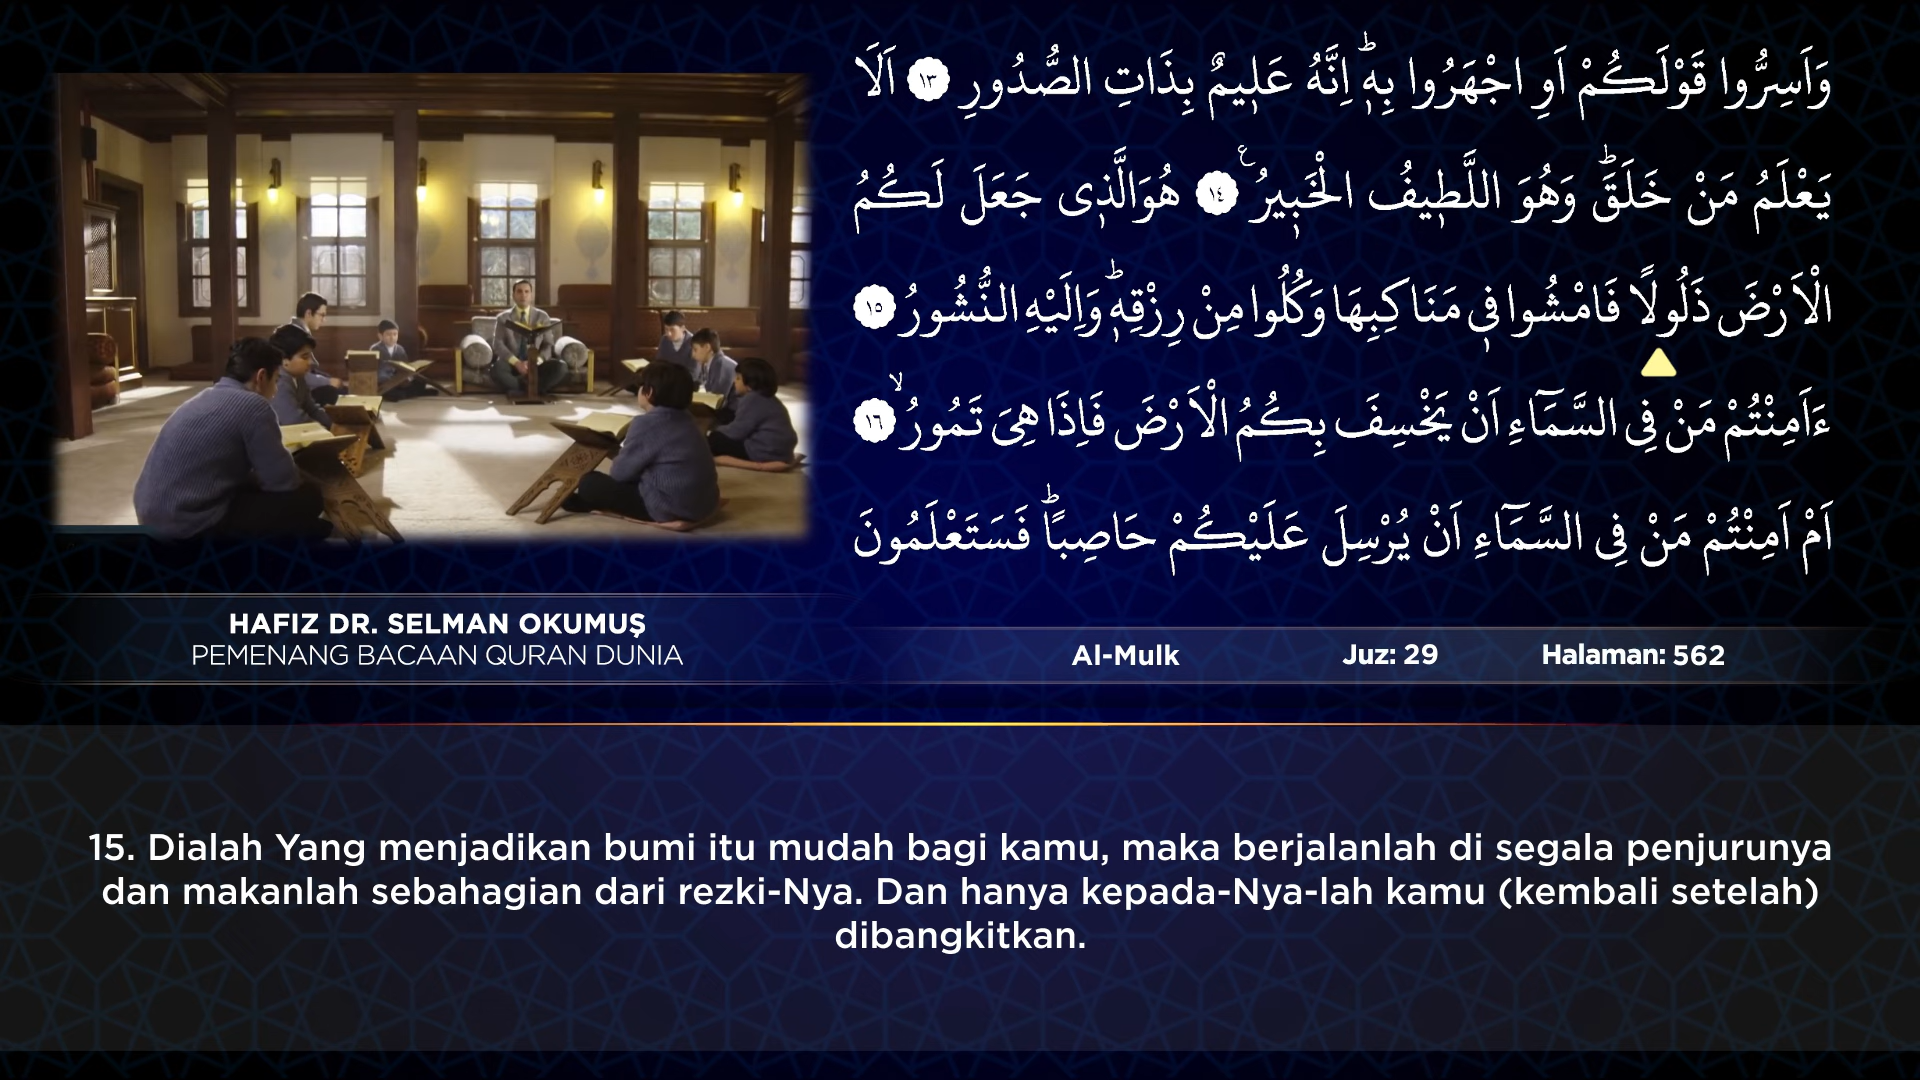 وَاَسِرُّوا قَوْلَكُمْ اَوِ اجْهَرُوا بِهٖۜ اِنَّهُ عَلٖيمٌ بِذَاتِ الصُّدُورِ ١٣ اَلَا
يَعْلَمُ مَنْ خَلَقَۜ وَهُوَ اللَّطٖيفُ الْخَبٖيرُ ࣖ ١٤ هُوَالَّذٖى جَعَلَ لَكُمُ
الْاَرْضَ ذَلُولًا فَامْشُوا فٖى مَنَاكِبِهَا وَكُلُوا مِنْ رِزْقِهٖۜ وَاِلَيْهِ النُّشُورُ ١٥
ءَاَمِنْتُمْ مَنْ فِى السَّمَٓاءِ اَنْ يَخْسِفَ بِكُمُ الْاَرْضَ فَاِذَا هِىَ تَمُورُۙ ١٦
اَمْ اَمِنْتُمْ مَنْ فِى السَّمَٓاءِ اَنْ يُرْسِلَ عَلَيْكُمْ حَاصِبًاۜ فَسَتَعْلَمُونَ
HAFIZ DR. SELMAN OKUMUŞ
PEMENANG BACAAN QURAN DUNIA
Al-Mulk Juz: 29 Halaman: 562
15. Dialah Yang menjadikan bumi itu mudah bagi kamu, maka berjalanlah di segala penjurunya
dan makanlah sebahagian dari rezki-Nya. Dan hanya kepada-Nya-lah kamu (kembali setelah)
dibangkitkan.